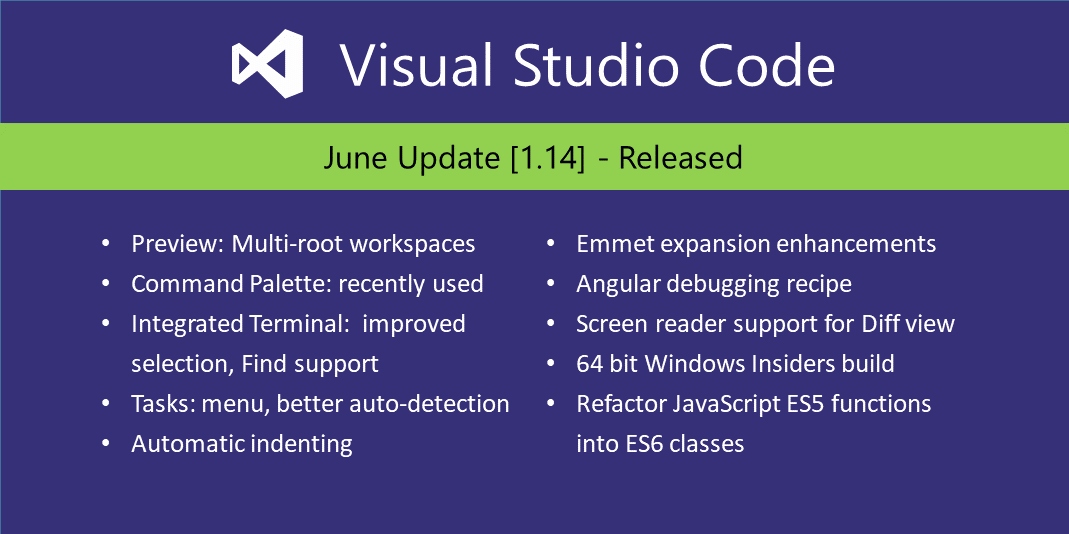 Visual Studio Code
June Update [1.14] - Released
• Preview: Multi-root workspaces
• Command Palette: recently used
• Integrated Terminal:  improved
selection, Find support
• Tasks: menu, better auto-detection
• Automatic indenting
• Emmet expansion enhancements
• Angular debugging recipe
• Screen reader support for Diff view
• 64 bit Windows Insiders build
• Refactor JavaScript ES5 functions
into ES6 classes